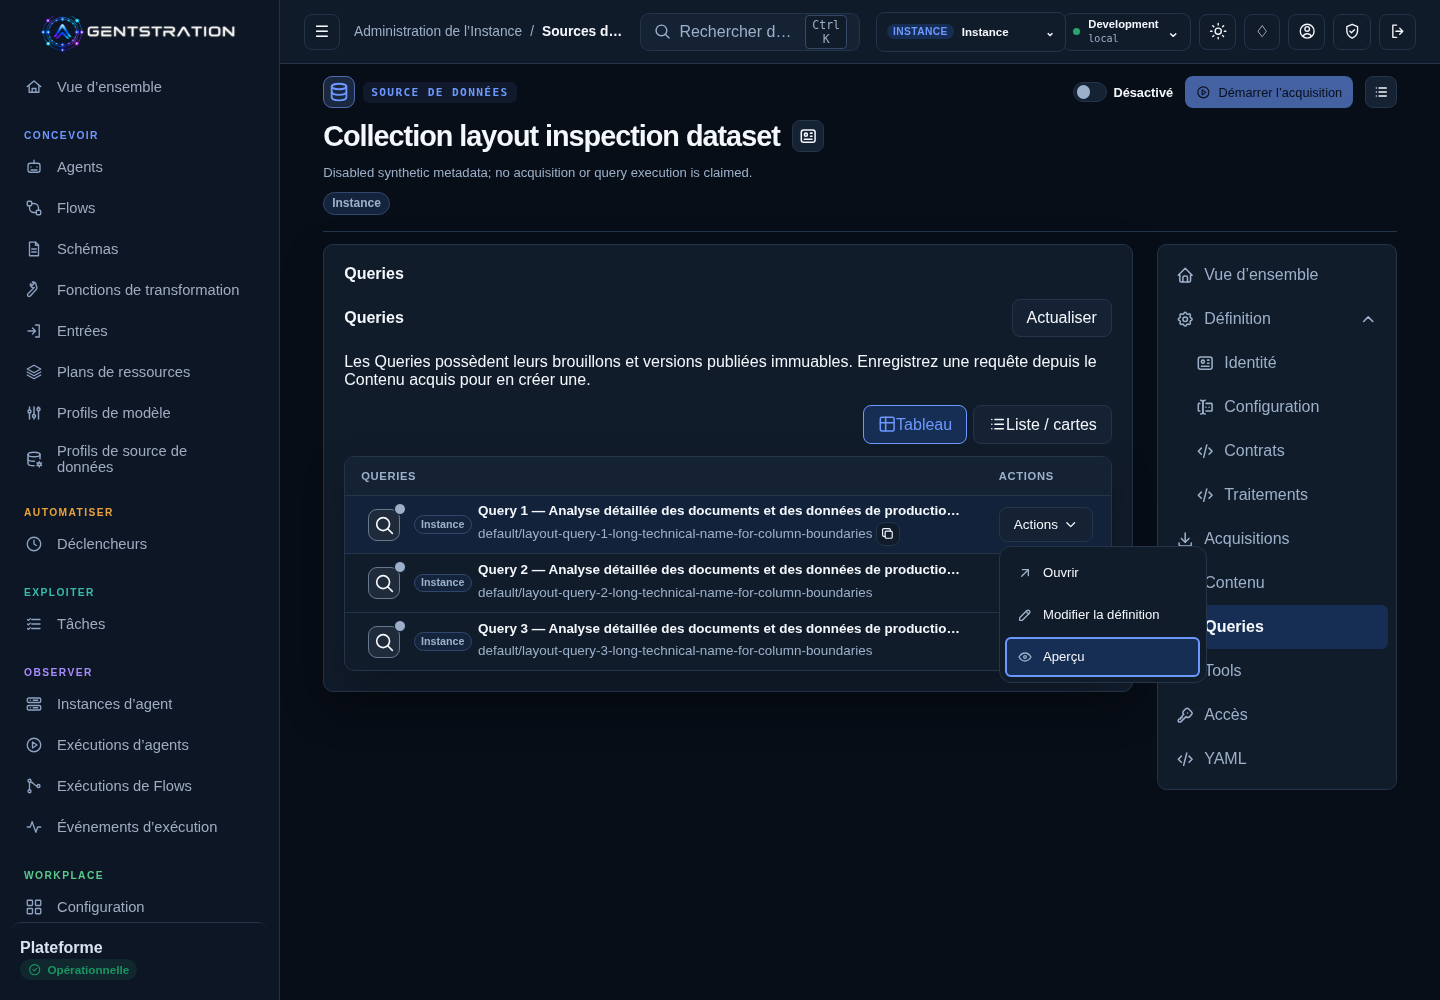 GENTSTRATION
Vue d’ensemble
CONCEVOIR
Agents
Flows
Schémas
Fonctions de transformation
Entrées
Plans de ressources
Profils de modèle
Profils de source de
données
AUTOMATISER
Déclencheurs
EXPLOITER
Tâches
OBSERVER
Instances d’agent
Exécutions d’agents
Exécutions de Flows
Événements d’exécution
WORKPLACE
Configuration
Plateforme
Opérationnelle
Administration de l’Instance / Sources d…
Rechercher d…
Ctrl
K
INSTANCE Instance
Development
local
SOURCE DE DONNÉES
Désactivé
Démarrer l’acquisition
Collection layout inspection dataset
Disabled synthetic metadata; no acquisition or query execution is claimed.
Instance
Queries
Queries
Actualiser
Les Queries possèdent leurs brouillons et versions publiées immuables. Enregistrez une requête depuis le
Contenu acquis pour en créer une.
Tableau
Liste / cartes
QUERIES
ACTIONS
Instance
Query 1 — Analyse détaillée des documents et des données de productio…
default/layout-query-1-long-technical-name-for-column-boundaries
Actions
Instance
Query 2 — Analyse détaillée des documents et des données de productio…
default/layout-query-2-long-technical-name-for-column-boundaries
Instance
Query 3 — Analyse détaillée des documents et des données de productio…
default/layout-query-3-long-technical-name-for-column-boundaries
Ouvrir
Modifier la définition
Aperçu
Vue d’ensemble
Définition
Identité
Configuration
Contrats
Traitements
Acquisitions
Contenu
Queries
Tools
Accès
YAML